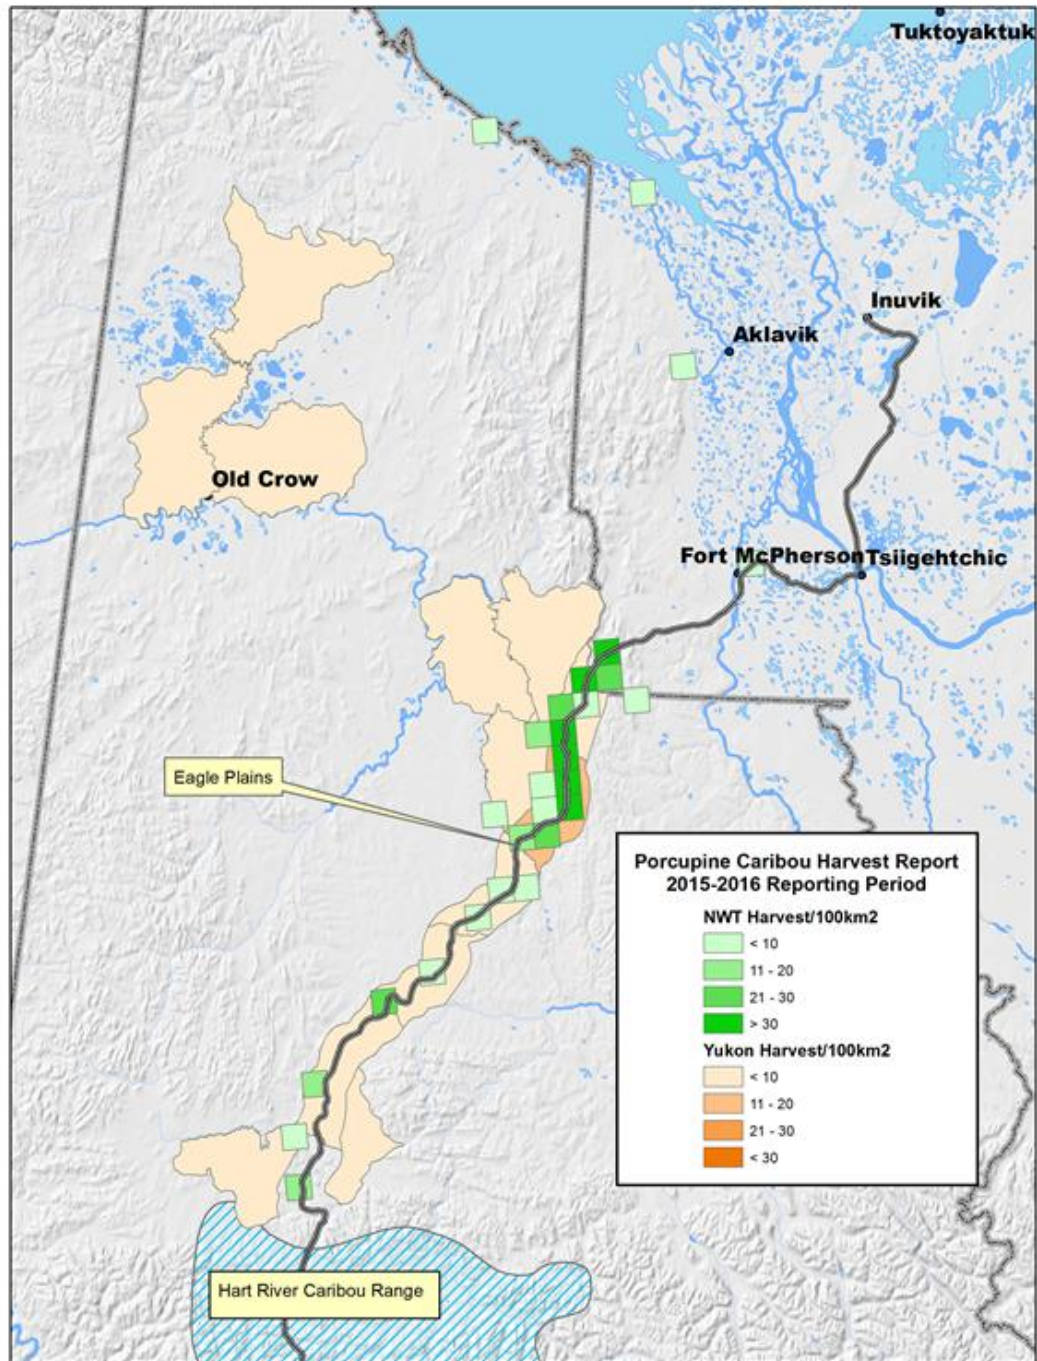 Tuktoyaktuk
Inuvik
Aklavik
Old Crow
Fort McPherson
Tsiigehtchic
Eagle Plains
Porcupine Caribou Harvest Report
2015-2016 Reporting Period
NWT Harvest/100km2
< 10
11 - 20
21 - 30
> 30
Yukon Harvest/100km2
< 10
11 - 20
21 - 30
< 30
Hart River Caribou Range